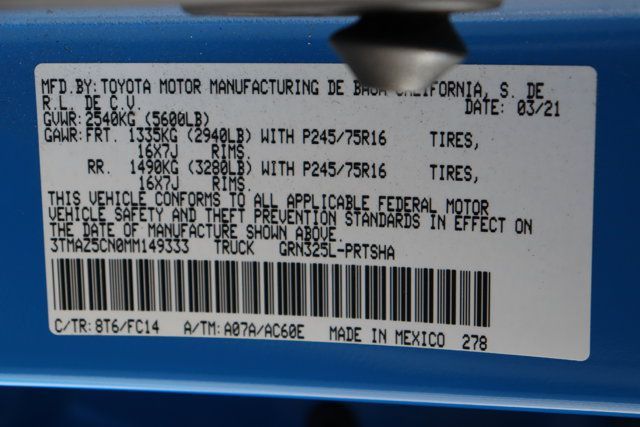 MFD.BY:TOYOTA MOTOR MANUFACTURING DE BAJA CALIFORNIA, S. DE
R.L. DE C.V. DATE: 03/21
GVWR:2540KG (5600LB)
GAWR:FRT. 1335KG (2940LB) WITH P245/75R16 TIRES,
16X7J RIMS.
RR. 1490KG (3280LB) WITH P245/75R16 TIRES,
16X7J RIMS.
THIS VEHICLE CONFORMS TO ALL APPLICABLE FEDERAL MOTOR
VEHICLE SAFETY AND THEFT PREVENTION STANDARDS IN EFFECT ON
THE DATE OF MANUFACTURE SHOWN ABOVE.
3TMAZ5CN0MM149333 TRUCK GRN325L-PRTSHA
C/TR:8T6/FC14 A/TM:A07A/AC60E MADE IN MEXICO 278